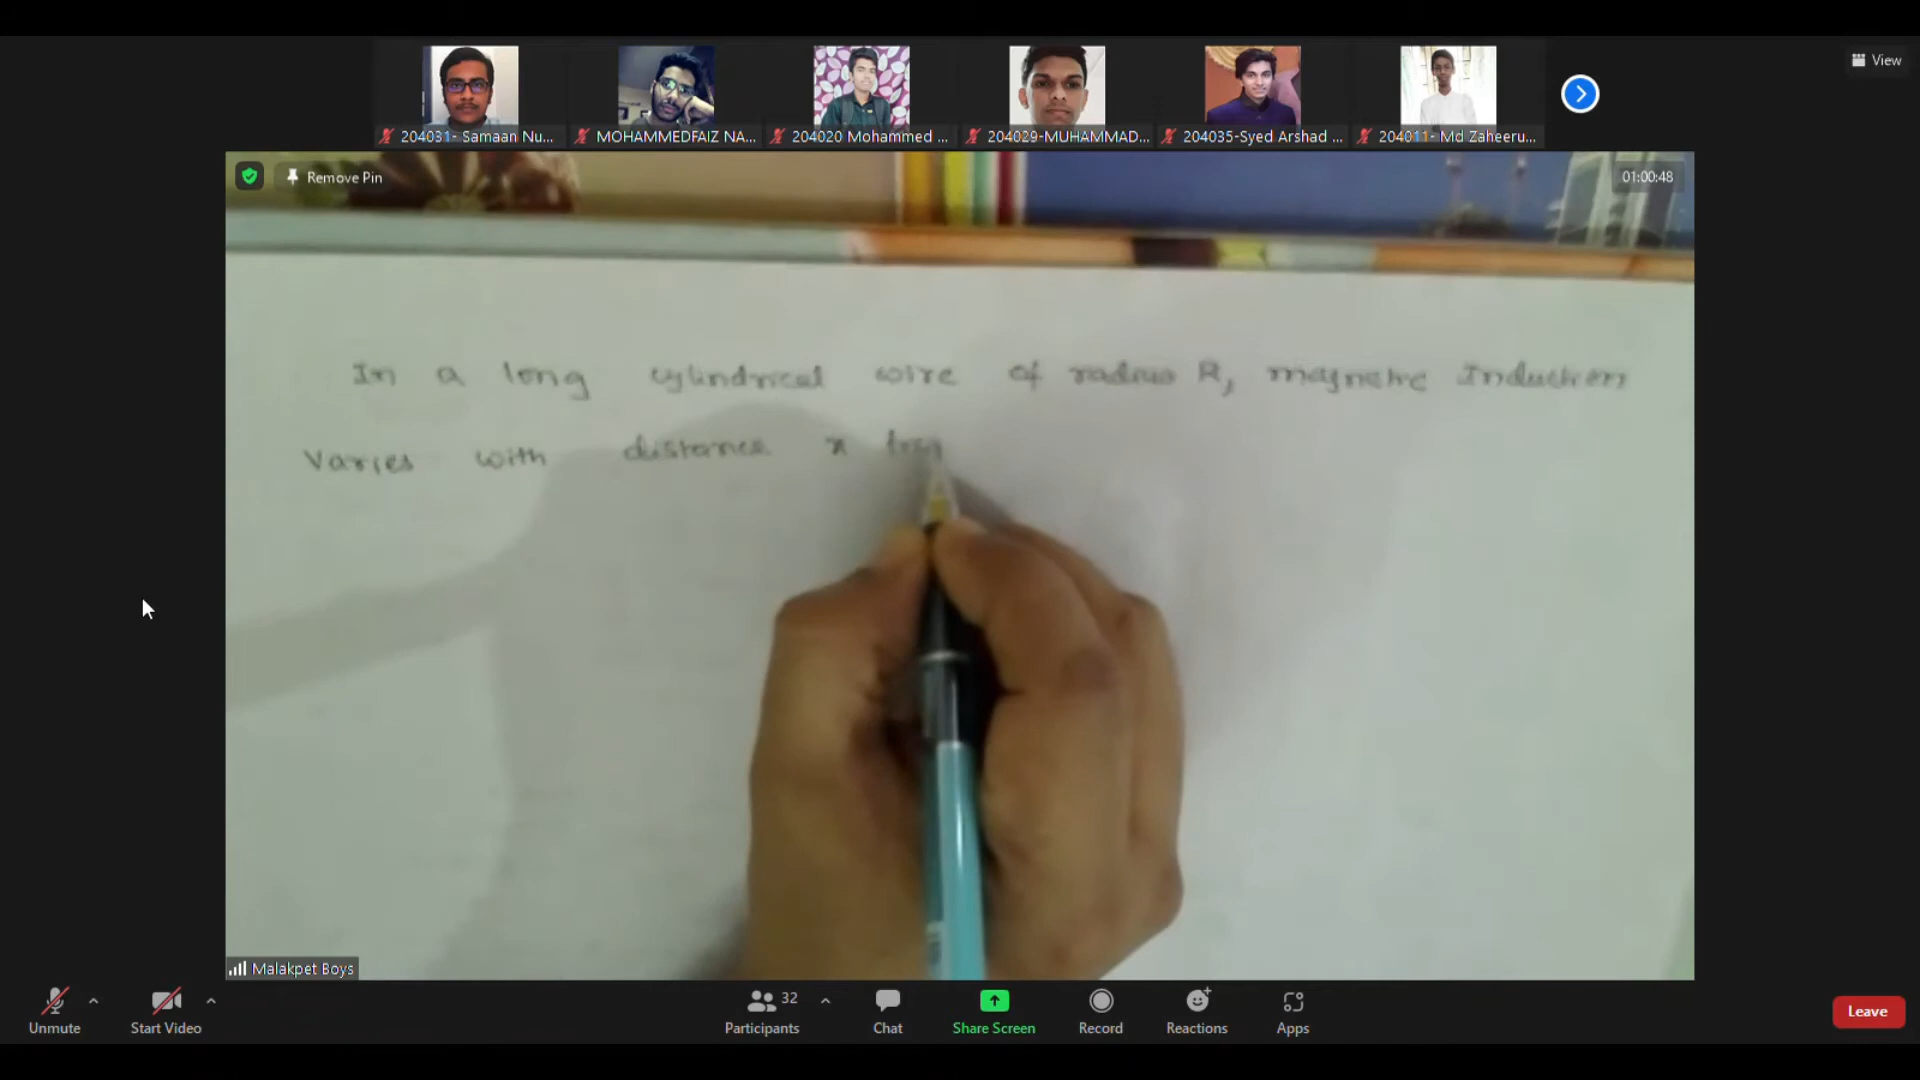 View
204031- Samaan Nu...
MOHAMMEDFAIZ NA...
204020 Mohammed ...
204029-MUHAMMAD...
204035-Syed Arshad ...
204011- Md Zaheeru...
Remove Pin
01:00:48
In a long cylindrical wire of radius R, magnetic Induction
Varies with distance x fro
Malakpet Boys
Unmute
Start Video
32
Participants
Chat
Share Screen
Record
Reactions
Apps
Leave